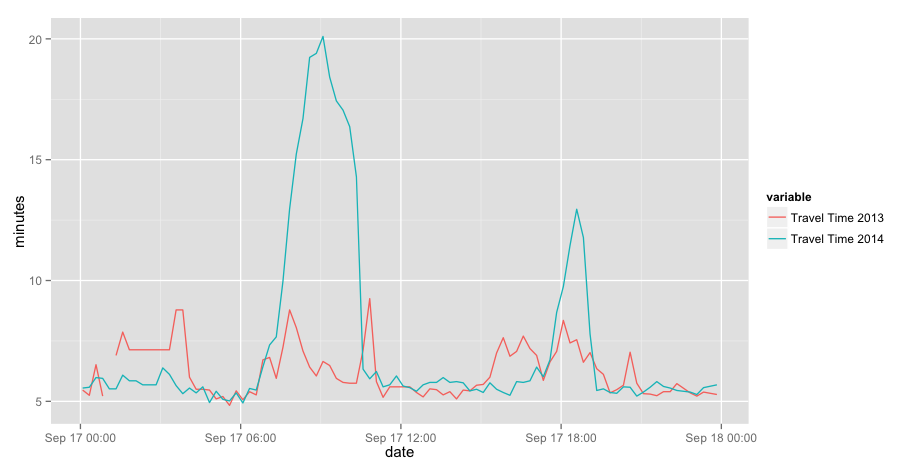 minutes
20
15
10
5
Sep 17 00:00
Sep 17 06:00
Sep 17 12:00
Sep 17 18:00
Sep 18 00:00
date
variable
Travel Time 2013
Travel Time 2014